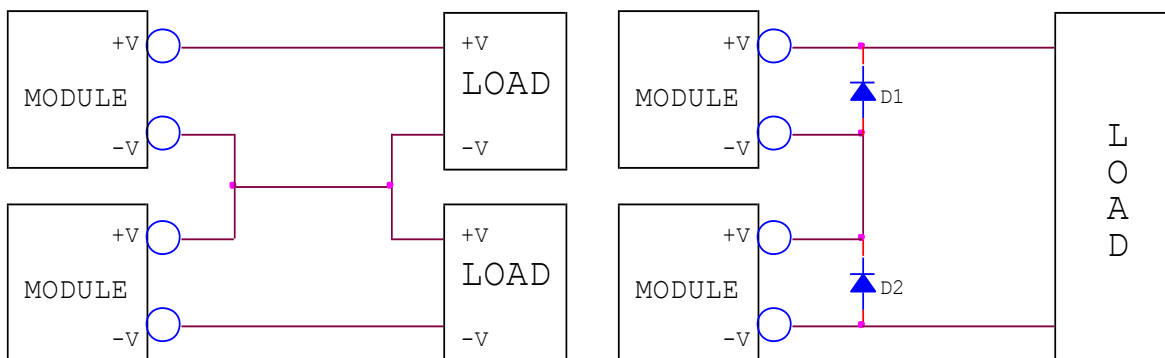 +V
MODULE
-V
+V
LOAD
-V
+V
MODULE
-V
+V
LOAD
-V
+V
MODULE
-V
D1
+V
MODULE
-V
D2
L
O
A
D